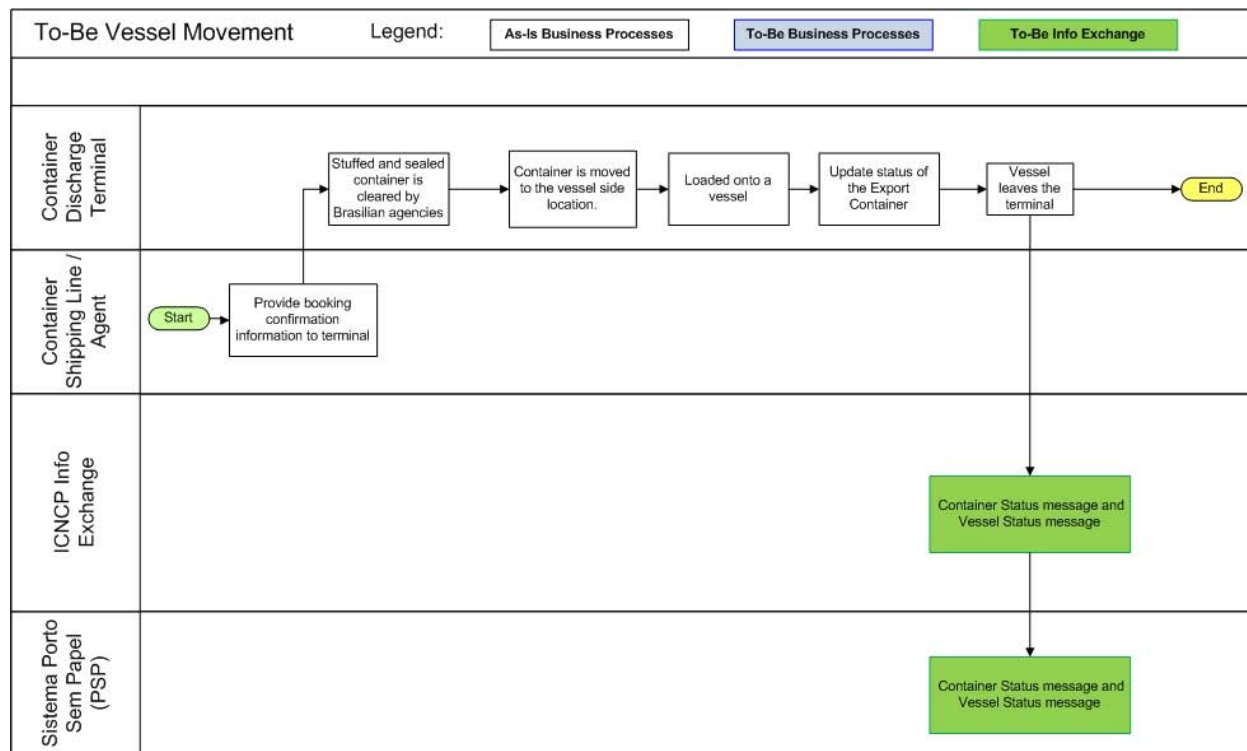 To-Be Vessel Movement
Legend:
As-Is Business Processes
To-Be Business Processes
To-Be Info Exchange
Container
Discharge
Terminal
Stuffed and sealed
container is
cleared by
Brasilian agencies
Container is moved
to the vessel side
location.
Loaded onto a
vessel
Update status of
the Export
Container
Vessel
leaves the
terminal
End
Container
Shipping Line /
Agent
Start
Provide booking
confirmation
information to terminal
ICNCP Info
Exchange
Container Status message and
Vessel Status message
Sistema Porto
Sem Papel
(PSP)
Container Status message and
Vessel Status message